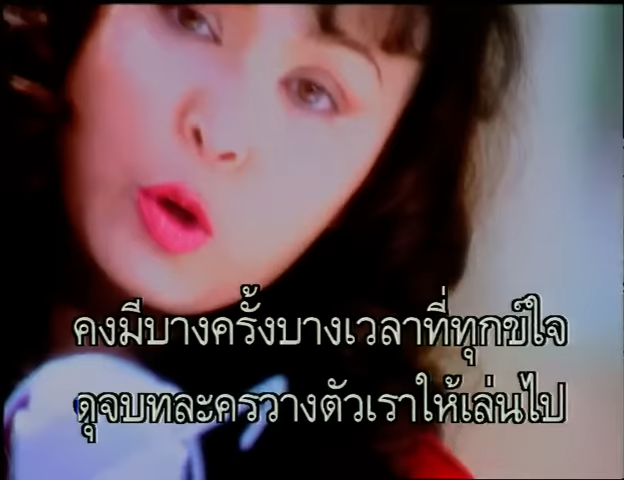 คงมีบางครั้งบางเวลาที่ทุกข์ใจ
ดุจบทละครวางตัวเราให้เล่นไป